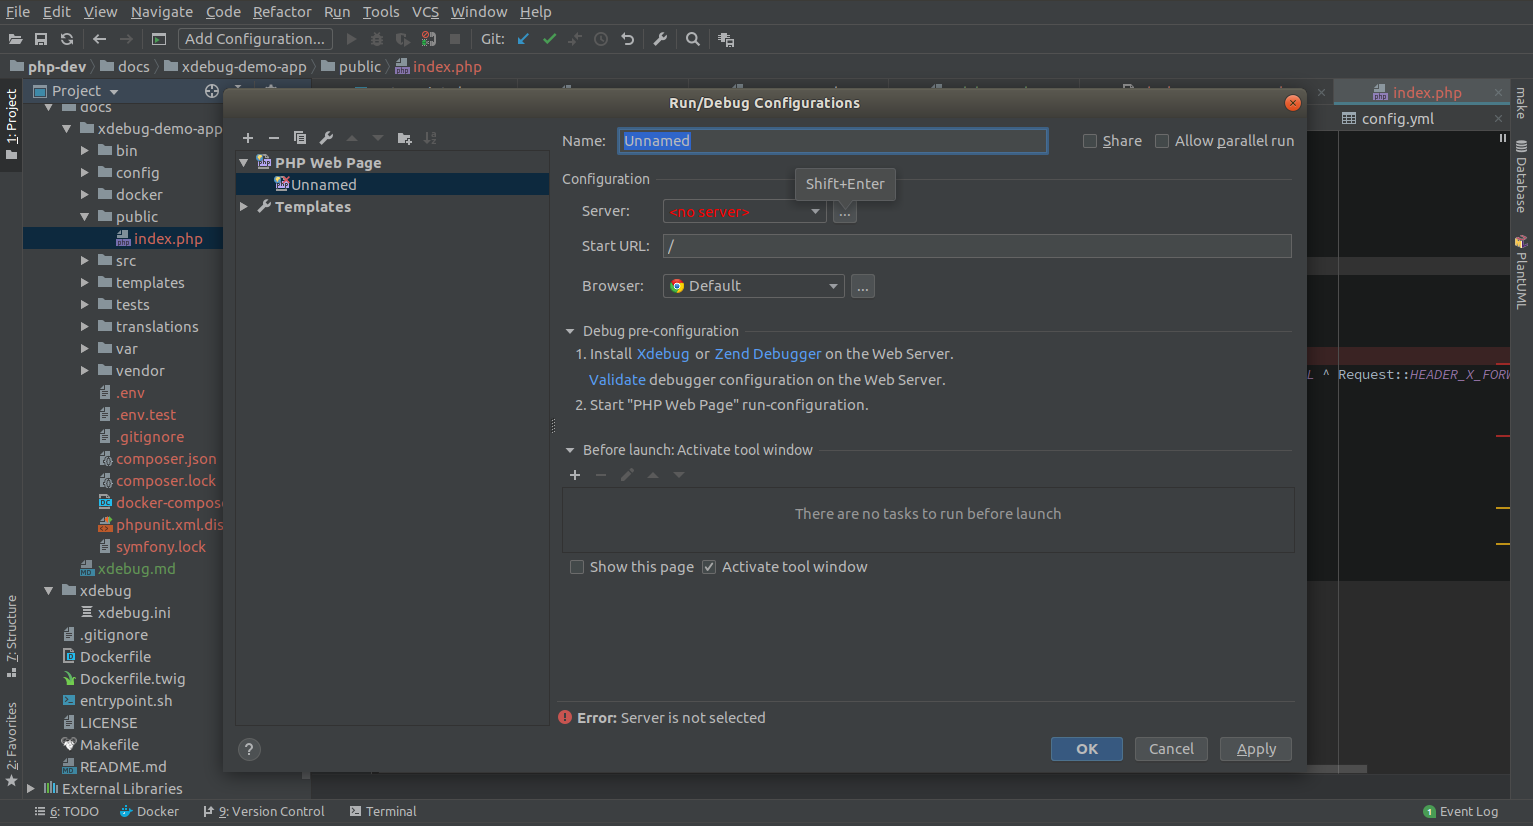 File Edit View Navigate Code Refactor Run Tools VCS Window Help
Add Configuration... Git:
php-dev docs xdebug-demo-app public index.php
Project
index.php
config.yml
1: Project
7: Structure
2: Favorites
make
Database
PlantUML
docs
xdebug-demo-app
bin
config
docker
public
index.php
src
templates
tests
translations
var
vendor
.env
.env.test
.gitignore
composer.json
composer.lock
docker-compos
phpunit.xml.dis
symfony.lock
xdebug.md
xdebug
xdebug.ini
.gitignore
Dockerfile
Dockerfile.twig
entrypoint.sh
LICENSE
Makefile
README.md
External Libraries
Run/Debug Configurations
PHP Web Page
Unnamed
Templates
Name: Unnamed Share Allow parallel run
Configuration
Shift+Enter
Server: <no server> ...
Start URL: /
Browser: Default ...
Debug pre-configuration
1. Install Xdebug or Zend Debugger on the Web Server.
Validate debugger configuration on the Web Server.
2. Start "PHP Web Page" run-configuration.
Before launch: Activate tool window
There are no tasks to run before launch
Show this page Activate tool window
Error: Server is not selected
? OK Cancel Apply
L ^ Request::HEADER_X_FORW
6: TODO Docker 9: Version Control Terminal 1 Event Log